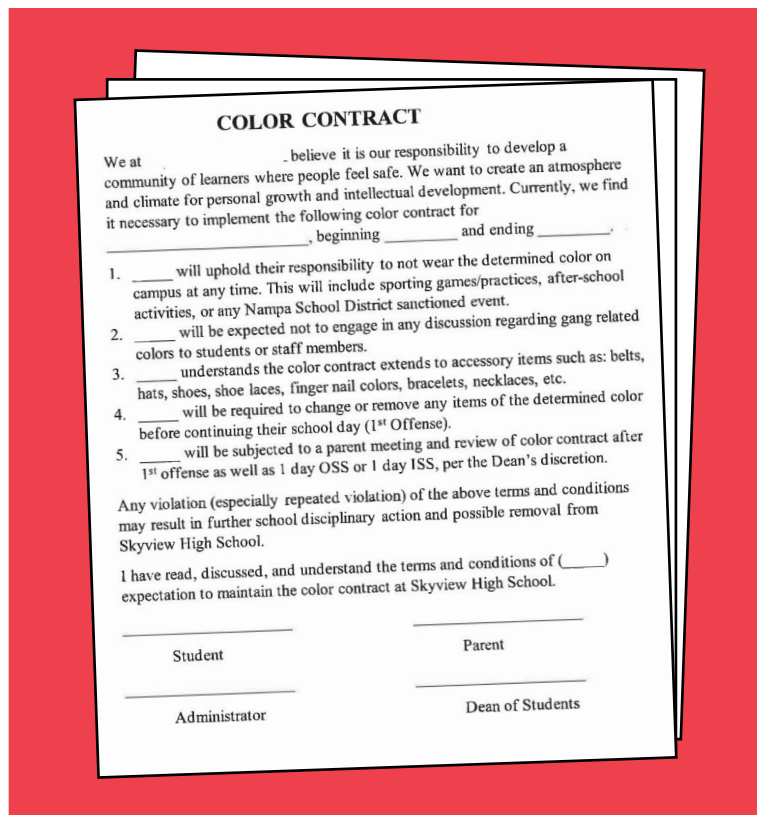 COLOR CONTRACT
We at - believe it is our responsibility to develop a
community of learners where people feel safe. We want to create an atmosphere
and climate for personal growth and intellectual development. Currently, we find
it necessary to implement the following color contract for
____________________, beginning _________ and ending _________.
1. _____ will uphold their responsibility to not wear the determined color on
campus at any time. This will include sporting games/practices, after-school
activities, or any Nampa School District sanctioned event.
2. _____ will be expected not to engage in any discussion regarding gang related
colors to students or staff members.
3. _____ understands the color contract extends to accessory items such as: belts,
hats, shoes, shoe laces, finger nail colors, bracelets, necklaces, etc.
4. _____ will be required to change or remove any items of the determined color
before continuing their school day (1st Offense).
5. _____ will be subjected to a parent meeting and review of color contract after
1st offense as well as 1 day OSS or 1 day ISS, per the Dean's discretion.
Any violation (especially repeated violation) of the above terms and conditions
may result in further school disciplinary action and possible removal from
Skyview High School.
I have read, discussed, and understand the terms and conditions of (_____)
expectation to maintain the color contract at Skyview High School.
Student
Parent
Administrator
Dean of Students